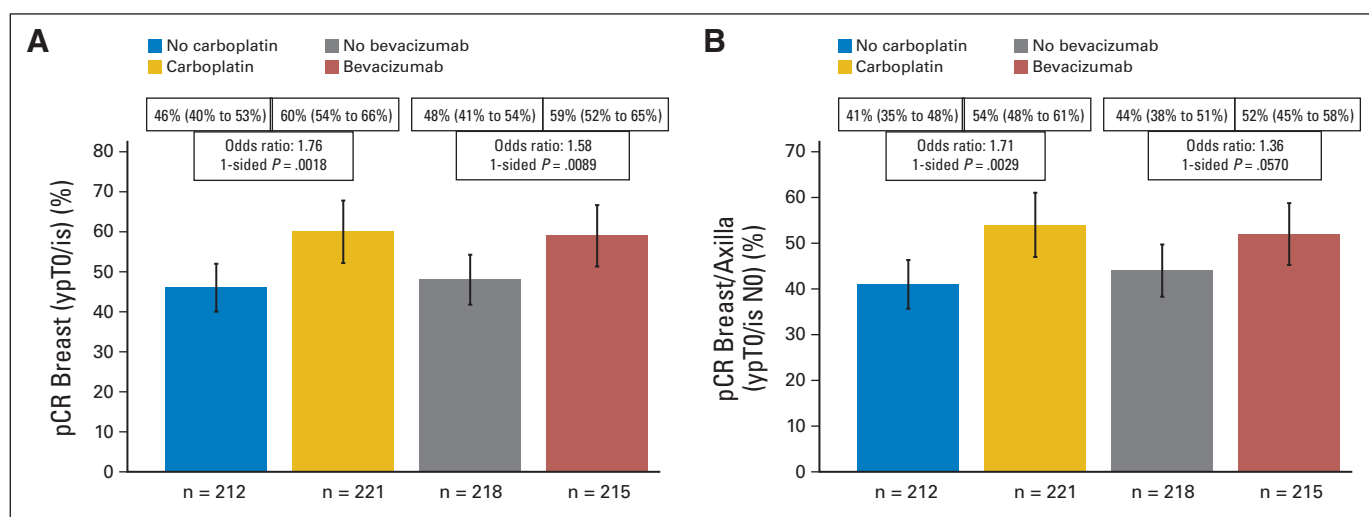 A
No carboplatin
No bevacizumab
Carboplatin
Bevacizumab
46% (40% to 53%)
60% (54% to 66%)
48% (41% to 54%)
59% (52% to 65%)
Odds ratio: 1.76
1-sided P = .0018
Odds ratio: 1.58
1-sided P = .0089
pCR Breast (ypT0/is) (%)
80
70
60
50
40
30
20
10
0
n = 212
n = 221
n = 218
n = 215
B
No carboplatin
No bevacizumab
Carboplatin
Bevacizumab
41% (35% to 48%)
54% (48% to 61%)
44% (38% to 51%)
52% (45% to 58%)
Odds ratio: 1.71
1-sided P = .0029
Odds ratio: 1.36
1-sided P = .0570
pCR Breast/Axilla
(ypT0/is N0) (%)
70
60
50
40
30
20
10
0
n = 212
n = 221
n = 218
n = 215